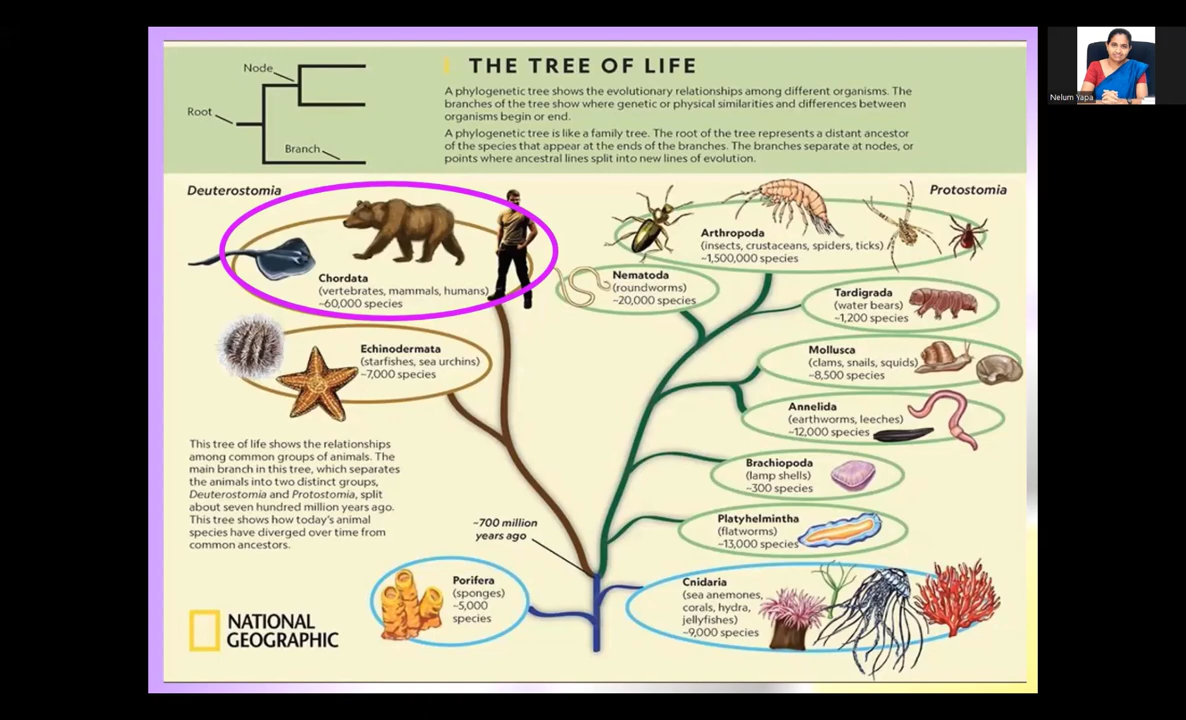 Node
Root
Branch
THE TREE OF LIFE
A phylogenetic tree shows the evolutionary relationships among different organisms. The
branches of the tree show where genetic or physical similarities and differences between
organisms begin or end.
A phylogenetic tree is like a family tree. The root of the tree represents a distant ancestor
of the species that appear at the ends of the branches. The branches separate at nodes, or
points where ancestral lines split into new lines of evolution.
Nelum Yapa
Deuterostomia
Protostomia
Chordata
(vertebrates, mammals, humans)
~60,000 species
Echinodermata
(starfishes, sea urchins)
~7,000 species
Arthropoda
(insects, crustaceans, spiders, ticks)
~1,500,000 species
Nematoda
(roundworms)
~20,000 species
Tardigrada
(water bears)
~1,200 species
Mollusca
(clams, snails, squids)
~8,500 species
Annelida
(earthworms, leeches)
~12,000 species
Brachiopoda
(lamp shells)
~300 species
Platyhelmintha
(flatworms)
~13,000 species
This tree of life shows the relationships
among common groups of animals. The
main branch in this tree, which separates
the animals into two distinct groups,
Deuterostomia and Protostomia, split
about seven hundred million years ago.
This tree shows how today's animal
species have diverged over time from
common ancestors.
~700 million
years ago
Porifera
(sponges)
~5,000
species
Cnidaria
(sea anemones,
corals, hydra,
jellyfishes)
~9,000 species
NATIONAL
GEOGRAPHIC